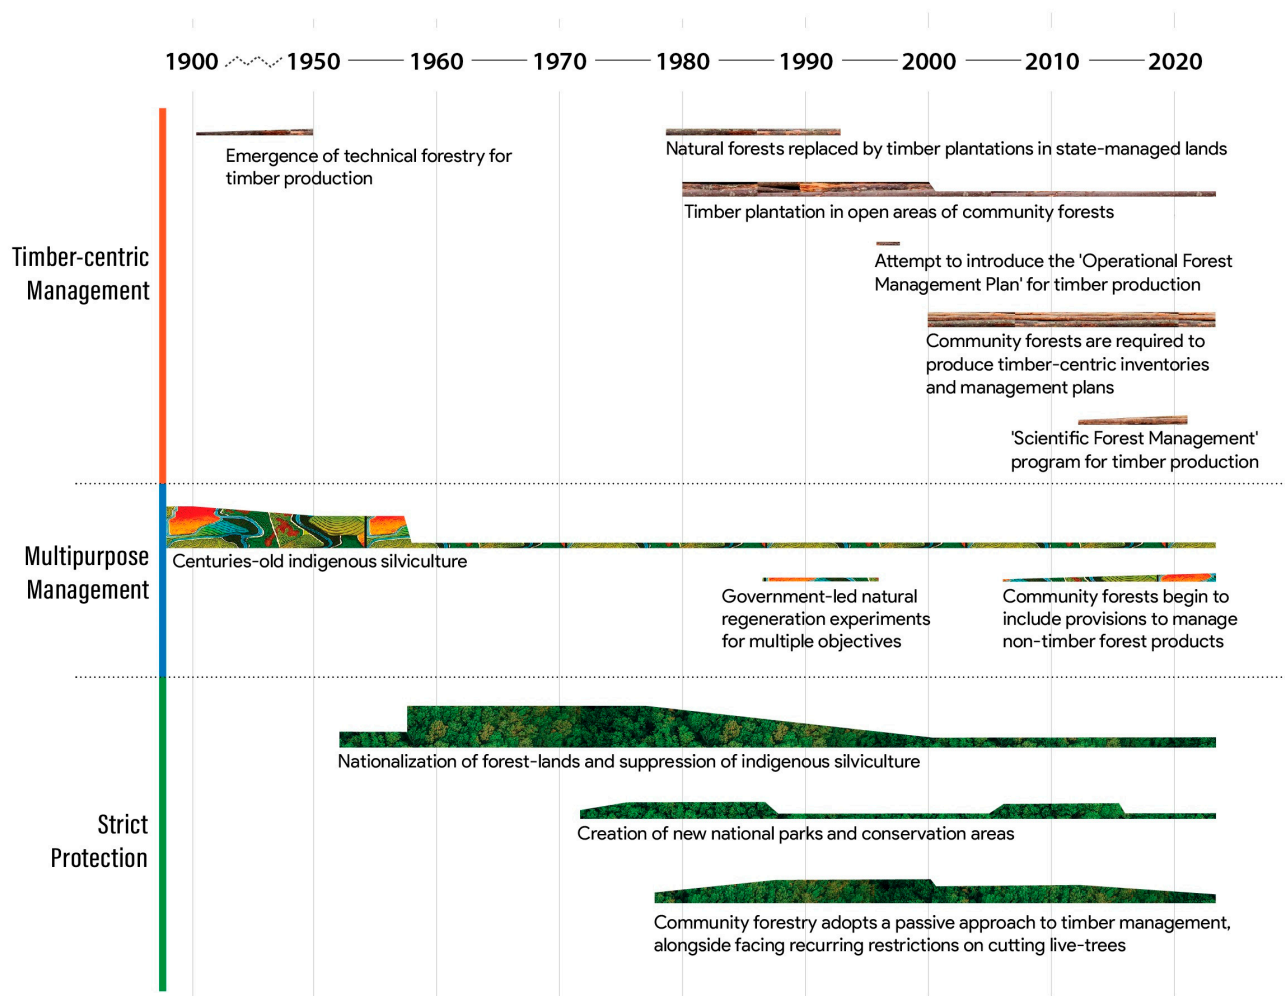 1900 1950 1960 1970 1980 1990 2000 2010 2020
Timber-centric
Management
Emergence of technical forestry for
timber production
Natural forests replaced by timber plantations in state-managed lands
Timber plantation in open areas of community forests
Attempt to introduce the 'Operational Forest
Management Plan' for timber production
Community forests are required to
produce timber-centric inventories
and management plans
'Scientific Forest Management'
program for timber production
Multipurpose
Management
Centuries-old indigenous silviculture
Government-led natural
regeneration experiments
for multiple objectives
Community forests begin to
include provisions to manage
non-timber forest products
Strict
Protection
Nationalization of forest-lands and suppression of indigenous silviculture
Creation of new national parks and conservation areas
Community forestry adopts a passive approach to timber management,
alongside facing recurring restrictions on cutting live-trees